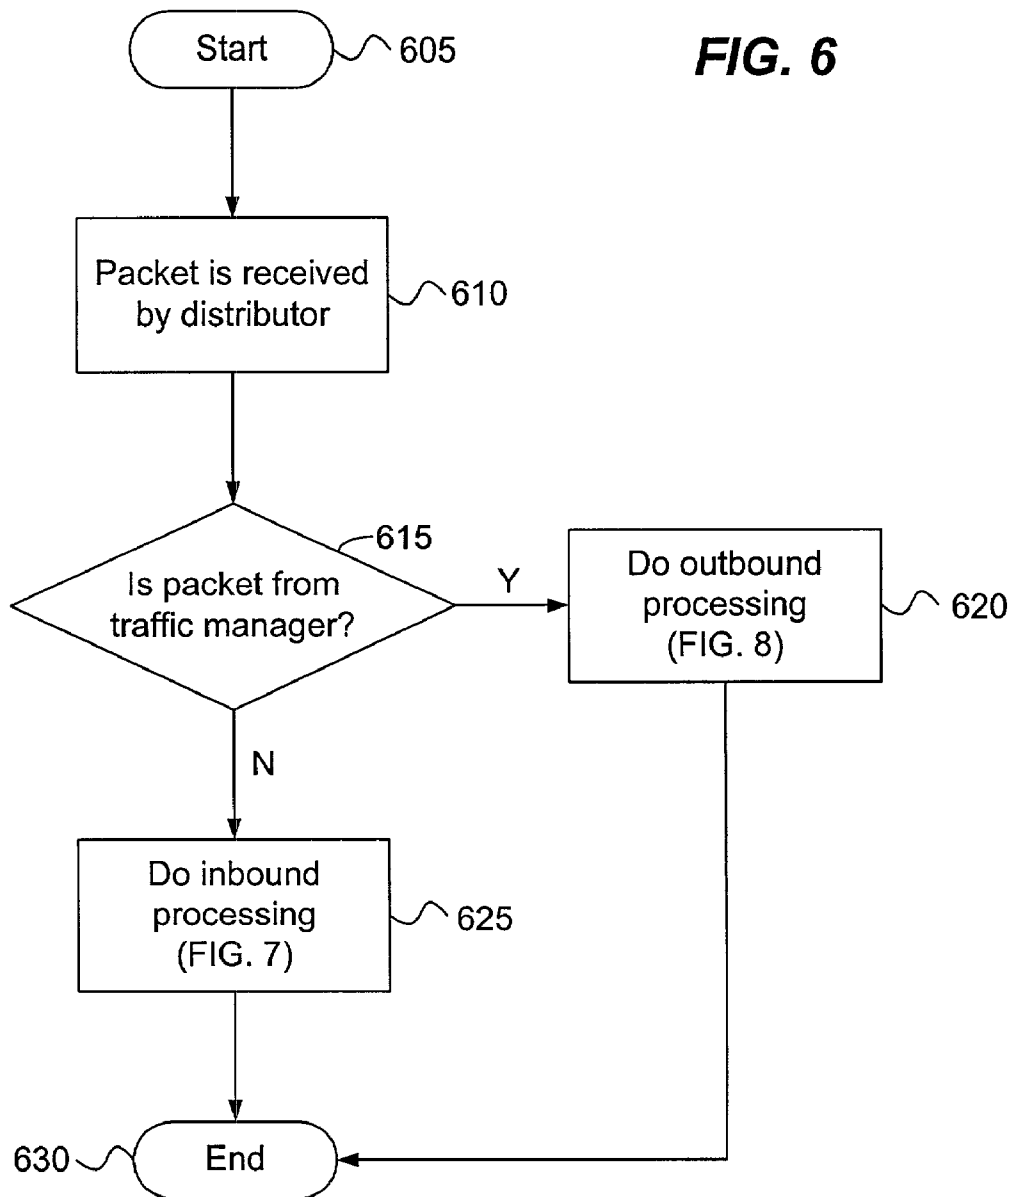 FIG. 6
Start
605
Packet is received
by distributor
610
Is packet from
traffic manager?
615
Y
Do outbound
processing
(FIG. 8)
620
N
Do inbound
processing
(FIG. 7)
625
End
630